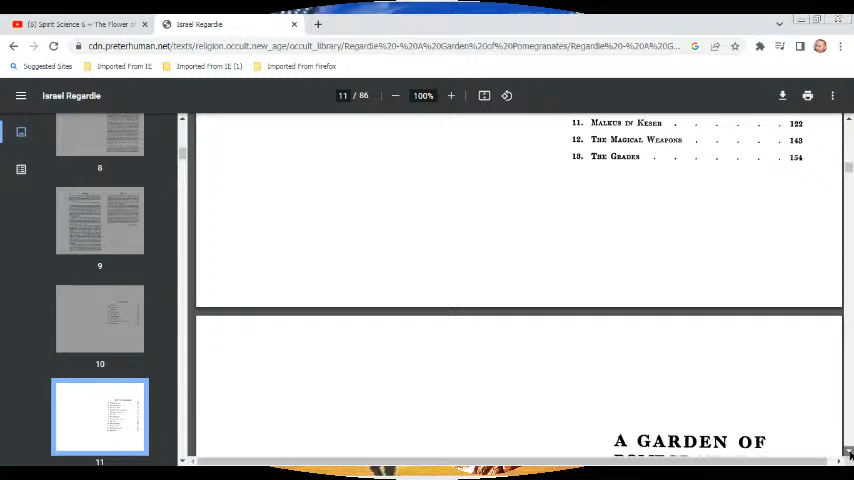 (6) Spirit Science 6 ~ The Flower of
Israel Regardie
cdn.preterhuman.net/texts/religion.occult.new_age/occult_library/Regardie%20-%20A%20Garden%20of%20Pomegranates/Regardie%20-%20A%20G...
Suggested Sites
Imported From IE
Imported From IE (1)
Imported From Firefox
Israel Regardie
11 / 86
100%
11. Malkus in Keser . . . . . . 122
12. The Magical Weapons . . . . . 143
13. The Grades . . . . . . . 154
8
9
10
11
A GARDEN OF